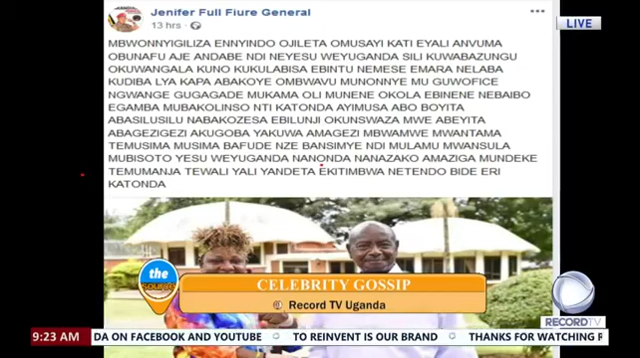 Jenifer Full Fiure General
13 hrs
LIVE
MBWONNYIGILIZA ENNYINDO OJILETA OMUSAYI KATI EYALI ANVUMA
OBUNAFU AJE ANDABE NDI NEYESU WEYUGANDA SILI KUWABAZUNGU
OKUWANGALA KUNO KUKULABISA EBINTU NEMESE EMARA NELABA
KUDIBA LYA KAPA ABAKOYE OMBWAVU MUNONNYE MU GUWOFICE
NGWANGE GUGAGADE MUKAMA OLI MUNENE OKOLA EBINENE NEBAIBO
EGAMBA MUBAKOLINSO NTI KATONDA AYIMUSA ABO BOYITA
ABASILUSILU NABAKOZESA EBILUNJI OKUNSWAZA MWE ABEYITA
ABAGEZIGEZI AKUGOBA YAKUWA AMAGEZI MBWAMWE MWANTAMA
TEMUSIMA MUSIMA BAFUDE NZE BANSIMYE NDI MULAMU MWANSULA
MUBISOTO YESU WEYUGANDA NANONDA NANAZAKO AMAZIGA MUNDEKE
TEMUMANJA TEWALI YALI YANDETA EKITIMBWA NETENDO BIDE ERI
KATONDA
the
CELEBRITY GOSSIP
Record TV Uganda
RECORDTV
9:23 AM
DA ON FACEBOOK AND YOUTUBE TO REINVENT IS OUR BRAND THANKS FOR WATCHING R